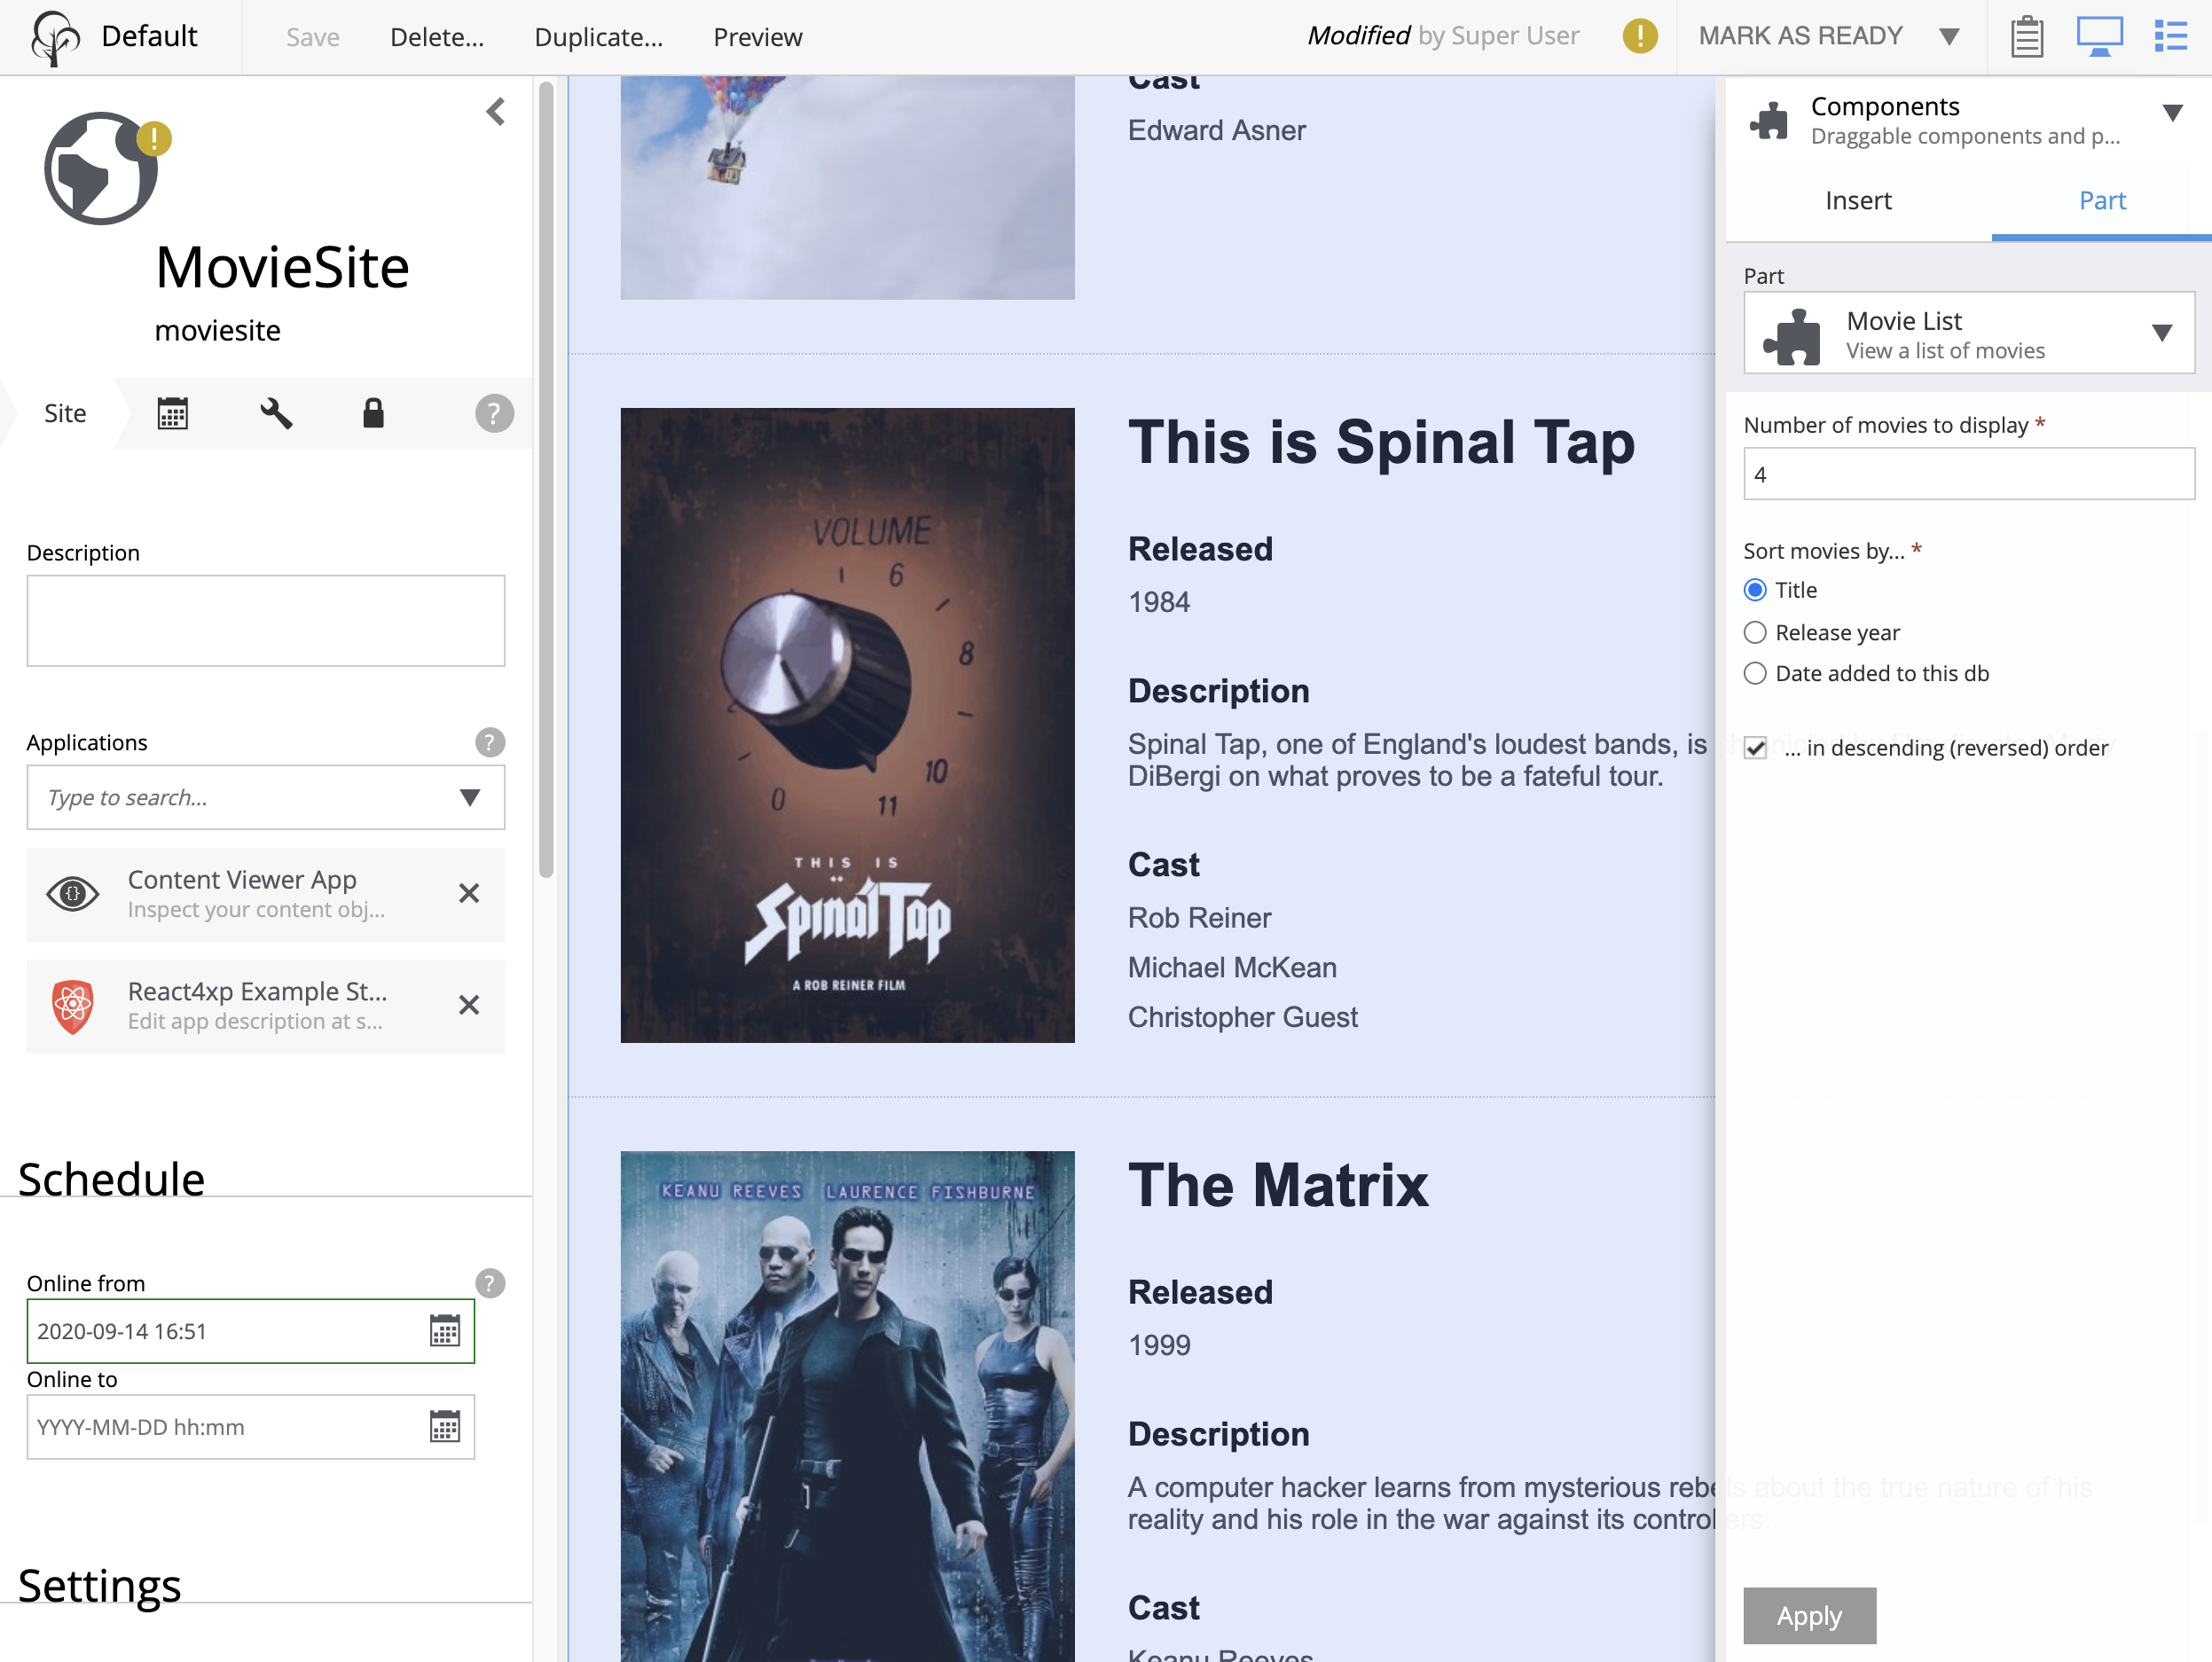 Default
Save
Delete...
Duplicate...
Preview
Modified by Super User
MARK AS READY
MovieSite
moviesite
Site
?
Description
Applications
?
Type to search...
Content Viewer App
Inspect your content obj...
React4xp Example St...
Edit app description at s...
Schedule
Online from
?
2020-09-14 16:51
Online to
YYYY-MM-DD hh:mm
Settings
Cast
Edward Asner
VOLUME
6
8
10
11
0
THIS IS
Spinal Tap
A ROB REINER FILM
This is Spinal Tap
Released
1984
Description
Spinal Tap, one of England's loudest bands, is
DiBergi on what proves to be a fateful tour.
Cast
Rob Reiner
Michael McKean
Christopher Guest
KEANU REEVES LAURENCE FISHBURNE
The Matrix
Released
1999
Description
A computer hacker learns from mysterious rebels about the true nature of his
reality and his role in the war against its controllers.
Cast
Keanu Reeves
Components
Draggable components and p...
Insert
Part
Part
Movie List
View a list of movies
Number of movies to display *
4
Sort movies by... *
Title
Release year
Date added to this db
... in descending (reversed) order
Apply